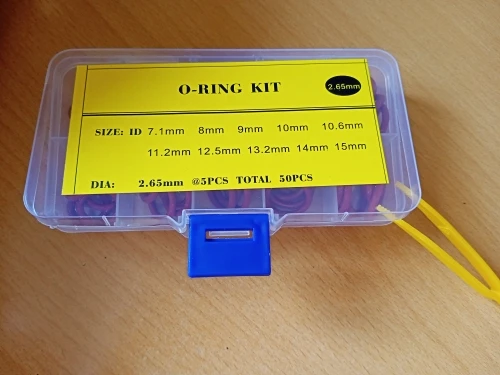 O-RING KIT 2.65mm
SIZE: ID 7.1mm 8mm 9mm 10mm 10.6mm
11.2mm 12.5mm 13.2mm 14mm 15mm
DIA: 2.65mm @5PCS TOTAL 50PCS